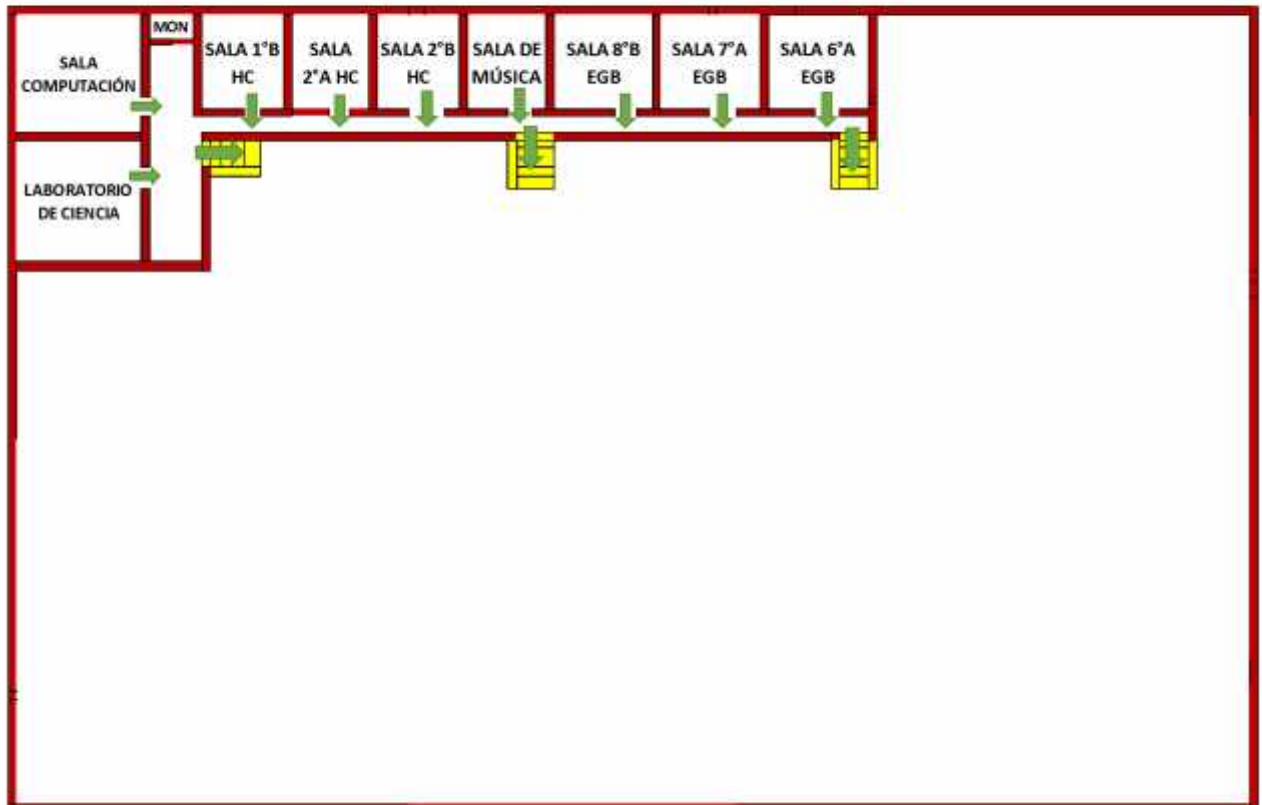 MON
SALA
COMPUTACIÓN
SALA 1°B
HC
SALA
2°A HC
SALA 2°B
HC
SALA DE
MÚSICA
SALA 8°B
EGB
SALA 7°A
EGB
SALA 6°A
EGB
LABORATORIO
DE CIENCIA